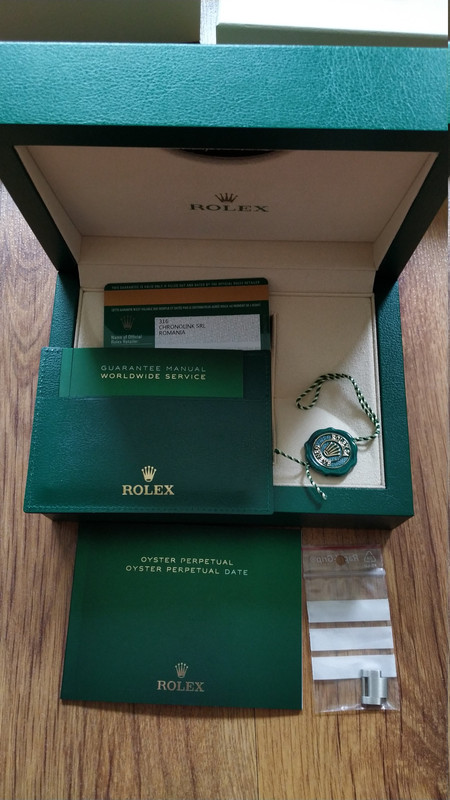 ROLEX
Name of Official
Rolex Retailer
310
CHRONOLINK SRL
ROMANIA
GUARANTEE MANUAL
WORLDWIDE SERVICE
ROLEX
OYSTER PERPETUAL
OYSTER PERPETUAL DATE
ROLEX